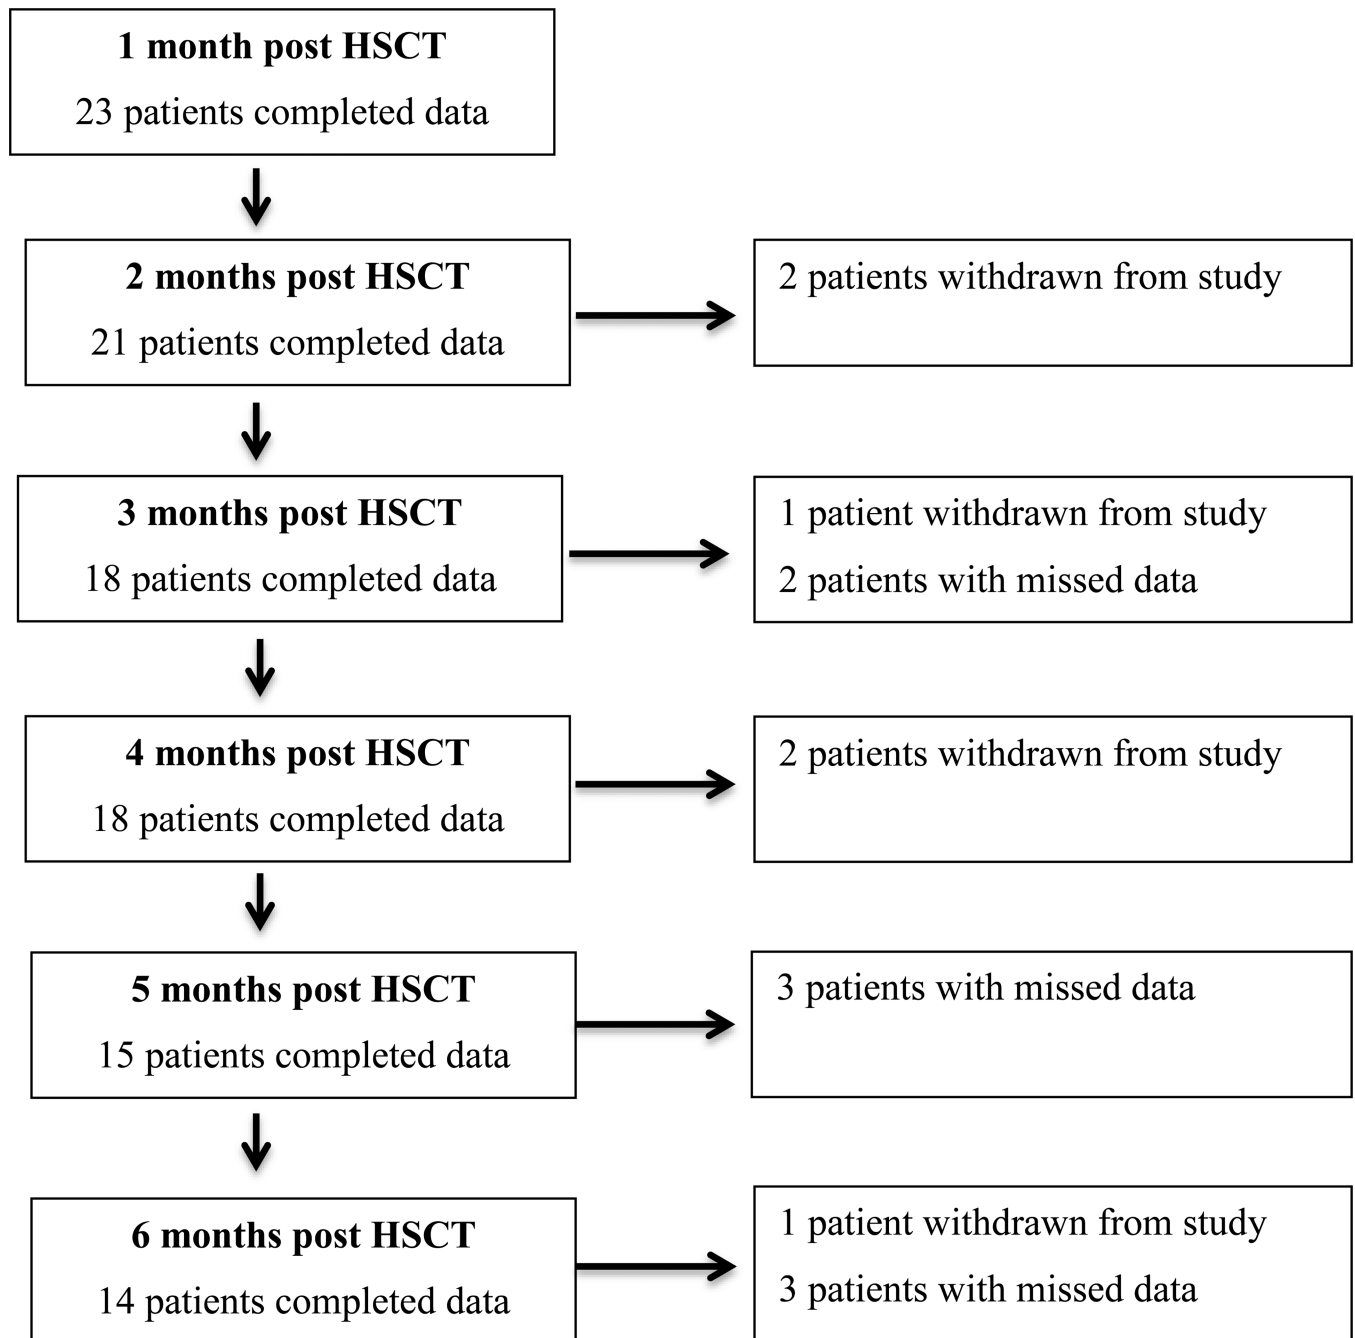 1 month post HSCT
23 patients completed data
2 months post HSCT
21 patients completed data
2 patients withdrawn from study
3 months post HSCT
18 patients completed data
1 patient withdrawn from study
2 patients with missed data
4 months post HSCT
18 patients completed data
2 patients withdrawn from study
5 months post HSCT
15 patients completed data
3 patients with missed data
6 months post HSCT
14 patients completed data
1 patient withdrawn from study
3 patients with missed data